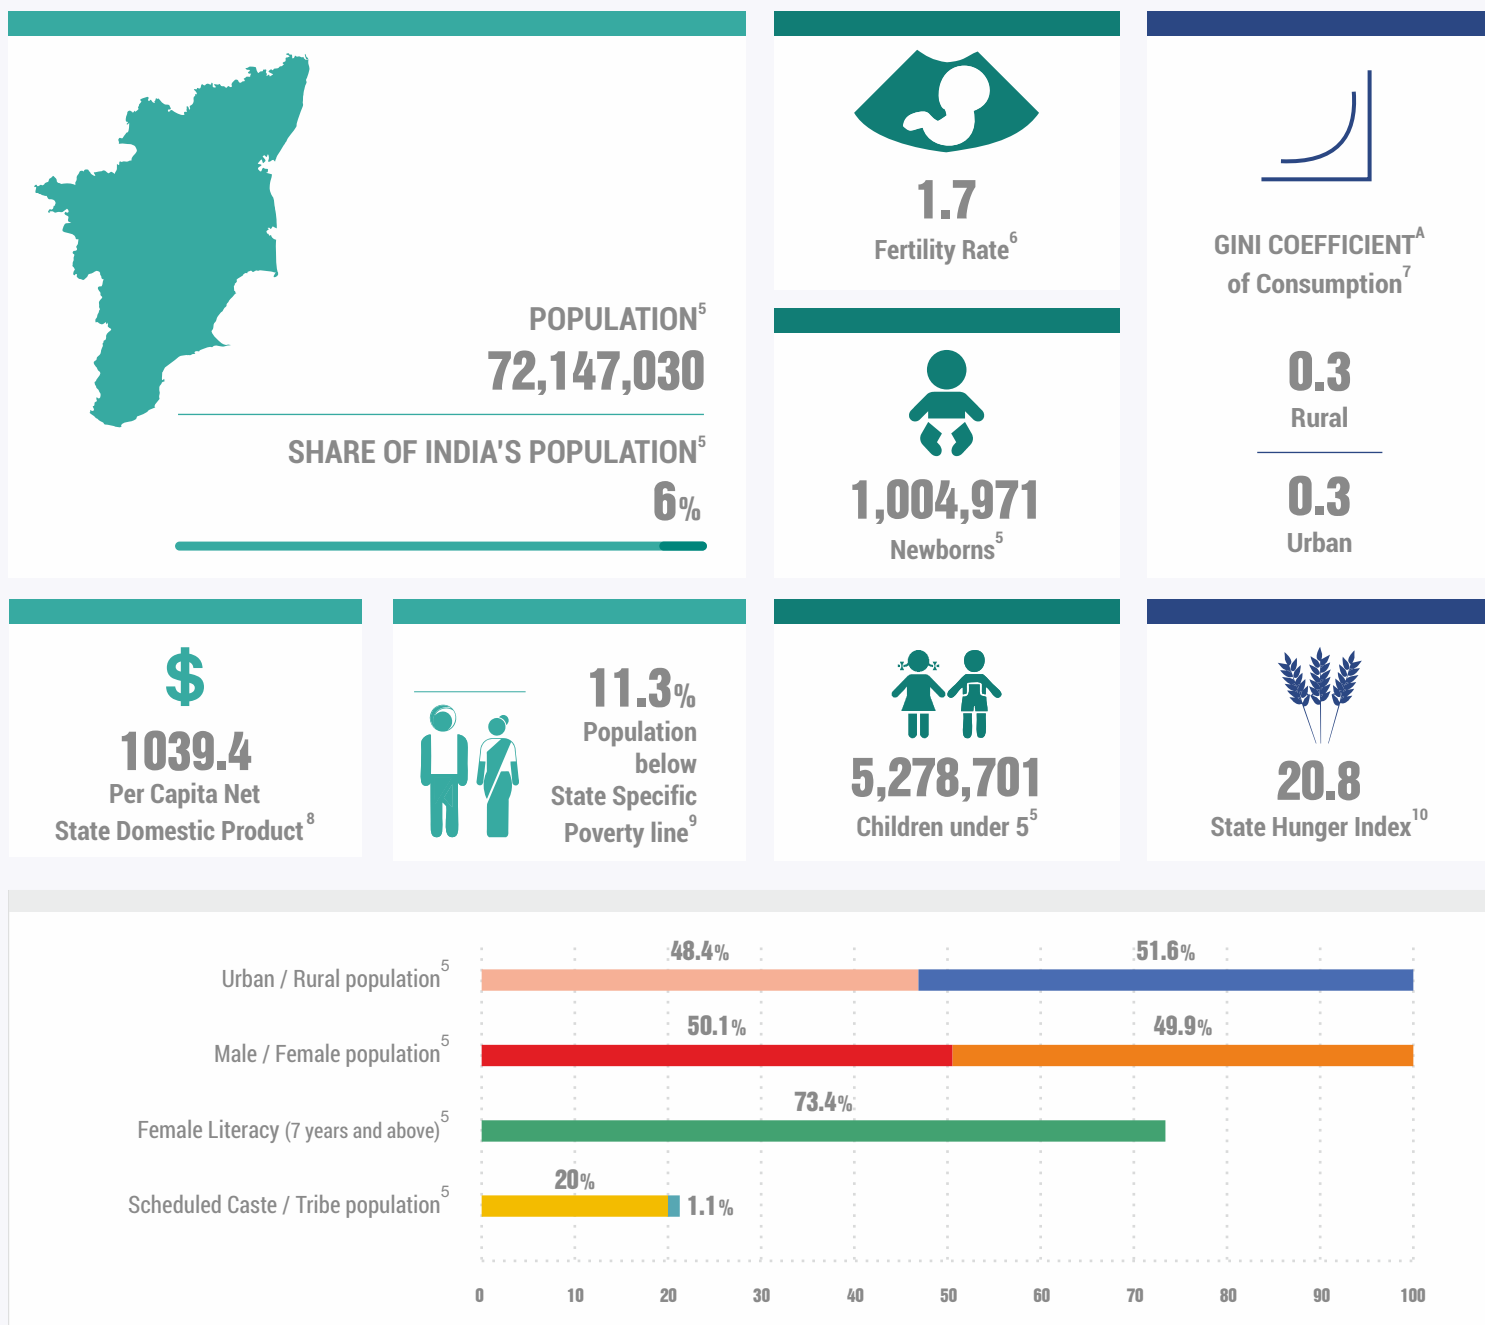 POPULATION5
72,147,030
SHARE OF INDIA'S POPULATION5
6%
1.7
Fertility Rate6
1,004,971
Newborns5
GINI COEFFICIENTA
of Consumption7
0.3
Rural
0.3
Urban
$
1039.4
Per Capita Net
State Domestic Product8
11.3%
Population
below
State Specific
Poverty line9
5,278,701
Children under 55
20.8
State Hunger Index10
Urban / Rural population5
48.4%
51.6%
Male / Female population5
50.1%
49.9%
Female Literacy (7 years and above)5
73.4%
Scheduled Caste / Tribe population5
20%
1.1%
0 10 20 30 40 50 60 70 80 90 100